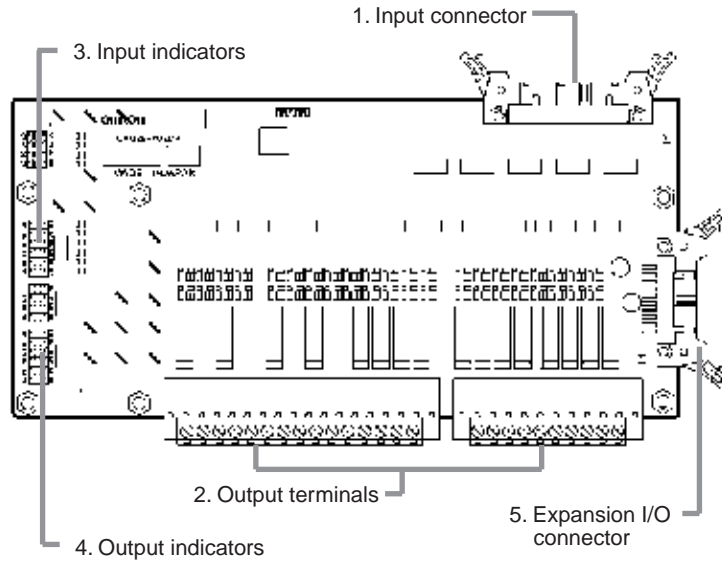 1. Input connector
3. Input indicators
2. Output terminals
5. Expansion I/O
connector
4. Output indicators